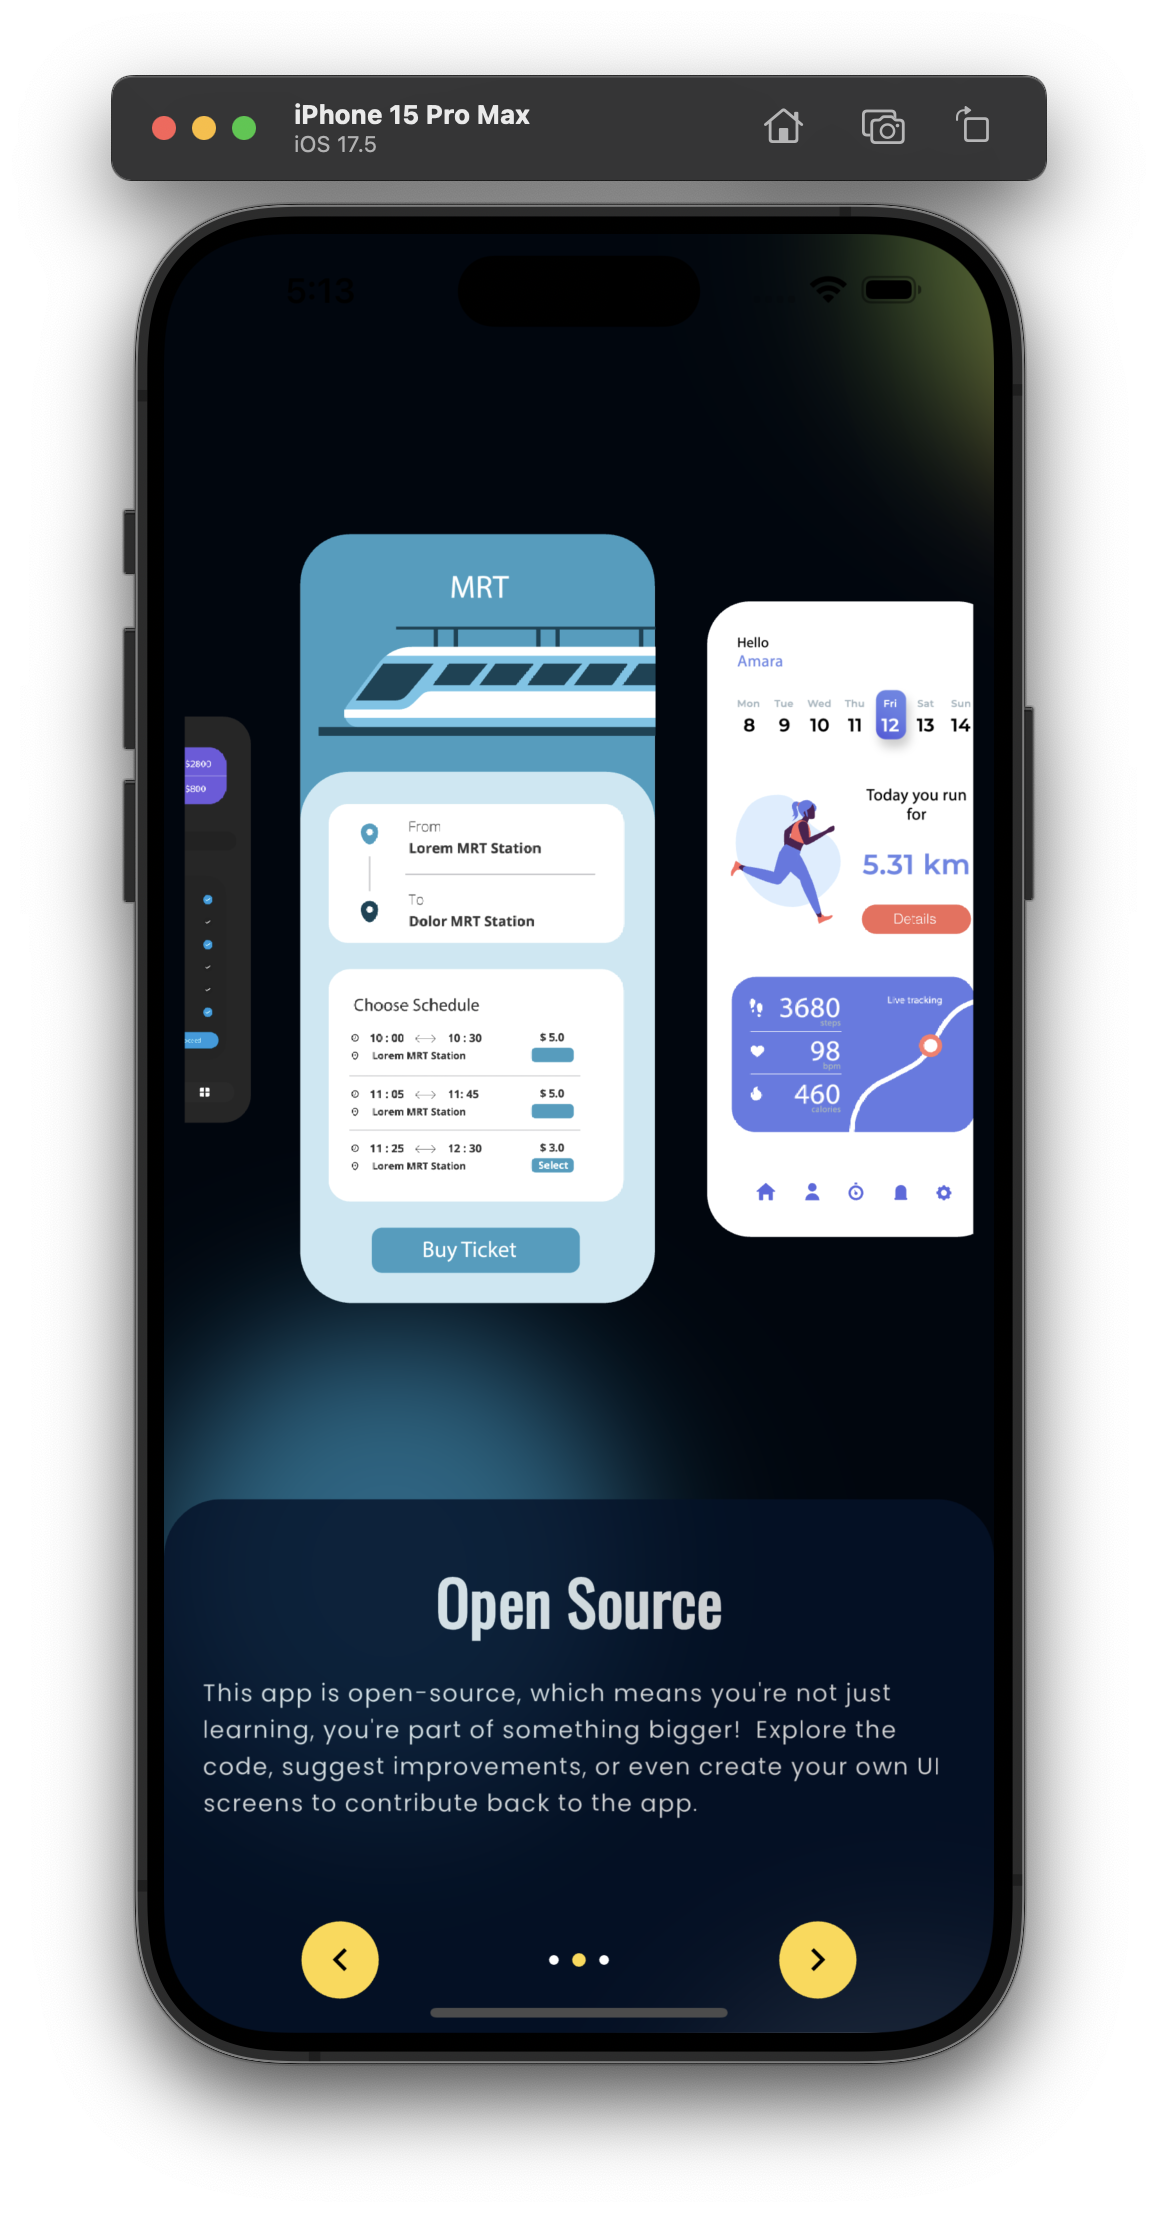 iPhone 15 Pro Max
iOS 17.5
5:13
MRT
From
Lorem MRT Station
To
Dolor MRT Station
Choose Schedule
10 : 00 10 : 30 $ 5.0
Lorem MRT Station
11 : 05 11 : 45 $ 5.0
Lorem MRT Station
11 : 25 12 : 30 $ 3.0
Lorem MRT Station Select
Buy Ticket
$2800
$800
Hello
Amara
Mon Tue Wed Thu Fri Sat Sun
8 9 10 11 12 13 14
Today you run
for
5.31 km
Details
3680
steps
Live tracking
98
bpm
460
calories
Open Source
This app is open-source, which means you're not just
learning, you're part of something bigger!  Explore the
code, suggest improvements, or even create your own UI
screens to contribute back to the app.